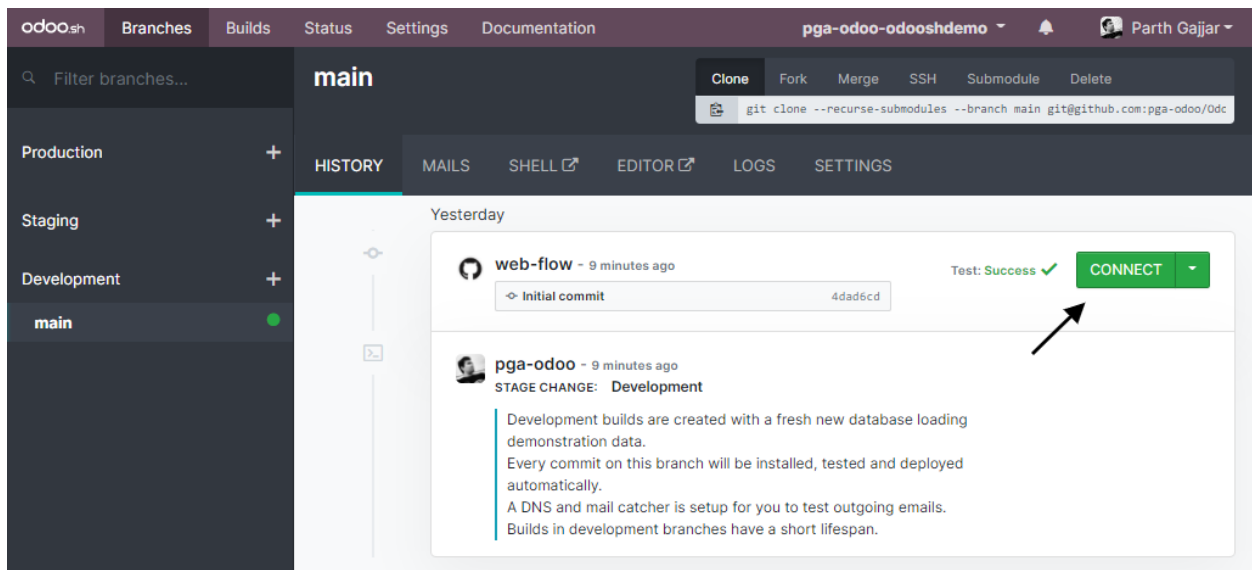 odoo.sh Branches Builds Status Settings Documentation pga-odoo-odooshdemo Parth Gajjar
Filter branches...
main
Clone Fork Merge SSH Submodule Delete
git clone --recurse-submodules --branch main git@github.com:pga-odoo/Odc
Production +
Staging +
Development +
main
HISTORY MAILS SHELL EDITOR LOGS SETTINGS
Yesterday
web-flow - 9 minutes ago
Initial commit 4dad6cd
Test: Success
CONNECT
pga-odoo - 9 minutes ago
STAGE CHANGE: Development
Development builds are created with a fresh new database loading
demonstration data.
Every commit on this branch will be installed, tested and deployed
automatically.
A DNS and mail catcher is setup for you to test outgoing emails.
Builds in development branches have a short lifespan.